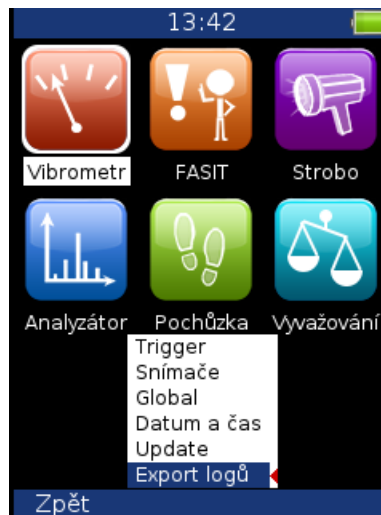 13:42
Vibrometr
FASIT
Strobo
Analyzátor
Pochůzka
Vyvažování
Trigger
Snímače
Global
Datum a čas
Update
Export logů
Zpět